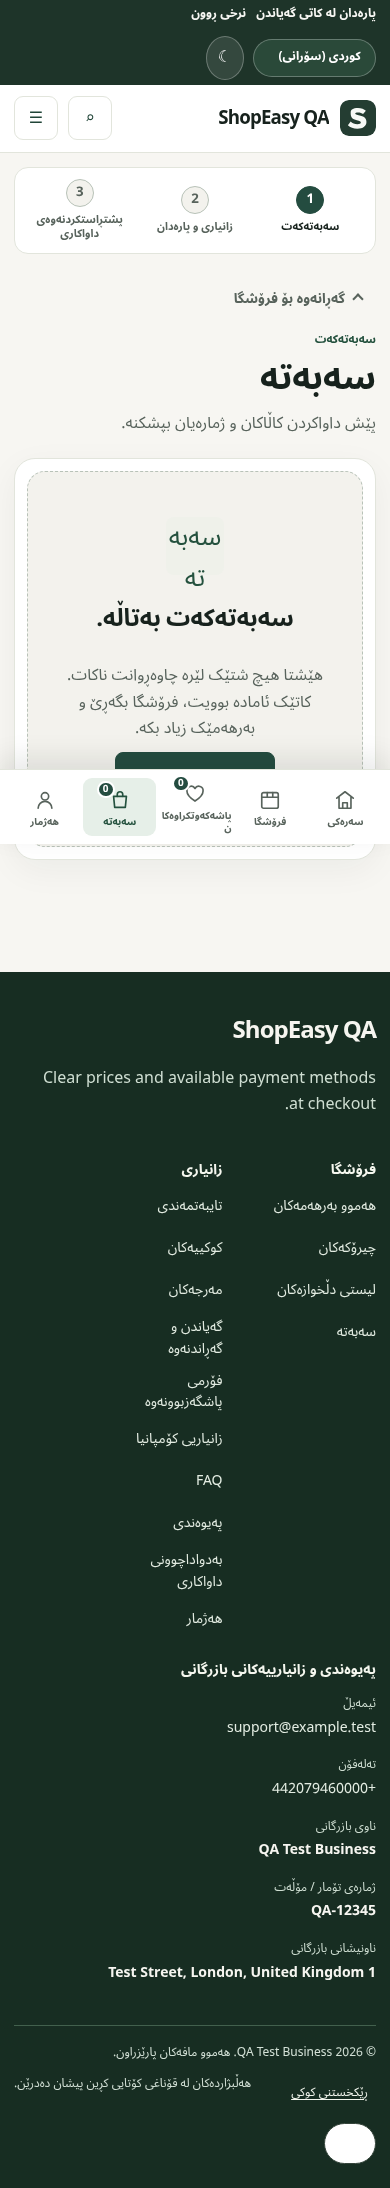 پارەدان لە کاتی گەیاندن
نرخی ڕوون
کوردی (سۆرانی)
ShopEasy QA
1
سەبەتەکەت
2
زانیاری و پارەدان
3
پشتڕاستکردنەوەی
داواکاری
گەڕانەوە بۆ فرۆشگا
سەبەتەکەت
سەبەتە
پێش داواکردن کاڵاکان و ژمارەیان بپشکنە.
سەبە
تە
سەبەتەکەت بەتاڵە.
هێشتا هیچ شتێک لێرە چاوەڕوانت ناکات.
کاتێک ئامادە بوویت، فرۆشگا بگەڕێ و
بەرهەمێک زیاد بکە.
سەرەکی
فرۆشگا
0
پاشەکەوتکراوەکا
ن
0
سەبەتە
هەژمار
ShopEasy QA
Clear prices and available payment methods
at checkout.
فرۆشگا
هەموو بەرهەمەکان
چیرۆکەکان
لیستی دڵخوازەکان
سەبەتە
زانیاری
تایبەتمەندی
کوکییەکان
مەرجەکان
گەیاندن و
گەڕاندنەوە
فۆڕمی
پاشگەزبوونەوە
زانیاریی کۆمپانیا
FAQ
پەیوەندی
بەدواداچوونی
داواکاری
هەژمار
پەیوەندی و زانیارییەکانی بازرگانی
ئیمەیڵ
support@example.test
تەلەفۆن
442079460000+
ناوی بازرگانی
QA Test Business
ژمارەی تۆمار / مۆڵەت
QA-12345
ناونیشانی بازرگانی
Test Street, London, United Kingdom 1
© 2026 QA Test Business. هەموو مافەکان پارێزراون.
هەڵبژاردەکان لە قۆناغی کۆتایی کڕین پیشان دەدرێن.
ڕێکخستنی کوکی